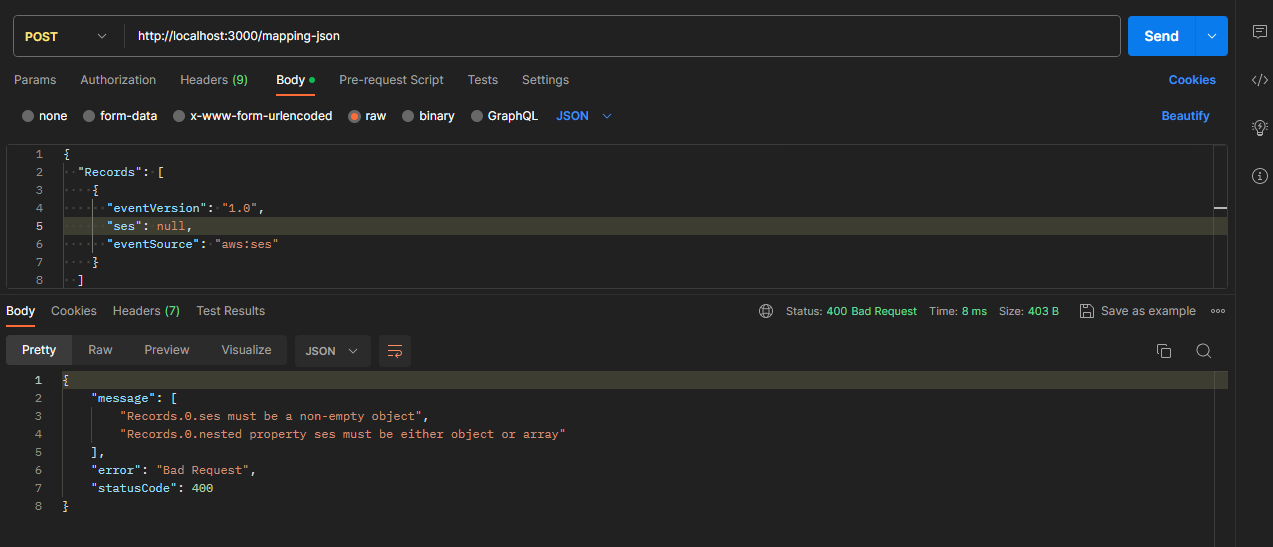 POST http://localhost:3000/mapping-json Send
Params Authorization Headers (9) Body Pre-request Script Tests Settings Cookies
none form-data x-www-form-urlencoded raw binary GraphQL JSON Beautify
1 {
2 "Records": [
3 {
4 "eventVersion": "1.0",
5 "ses": null,
6 "eventSource": "aws:ses"
7 }
8 ]
Body Cookies Headers (7) Test Results Status: 400 Bad Request Time: 8 ms Size: 403 B Save as example
Pretty Raw Preview Visualize JSON
1 {
2 "message": [
3 "Records.0.ses must be a non-empty object",
4 "Records.0.nested property ses must be either object or array"
5 ],
6 "error": "Bad Request",
7 "statusCode": 400
8 }